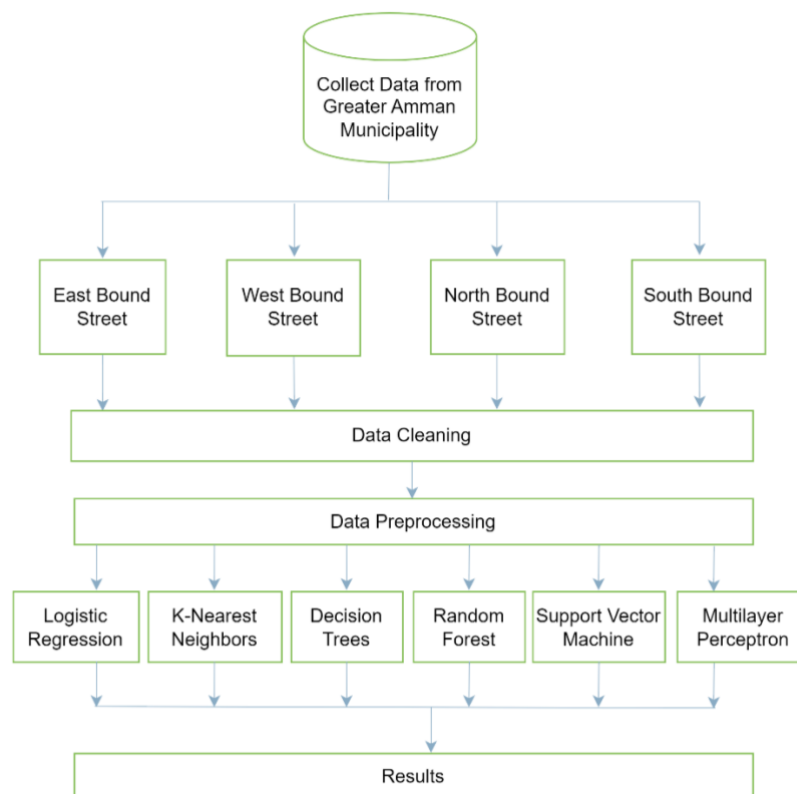 Collect Data from
Greater Amman
Municipality
East Bound
Street
West Bound
Street
North Bound
Street
South Bound
Street
Data Cleaning
Data Preprocessing
Logistic
Regression
K-Nearest
Neighbors
Decision
Trees
Random
Forest
Support Vector
Machine
Multilayer
Perceptron
Results